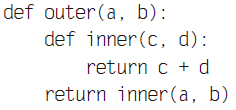 def outer(a, b):
    def inner(c, d):
        return c + d
    return inner(a, b)